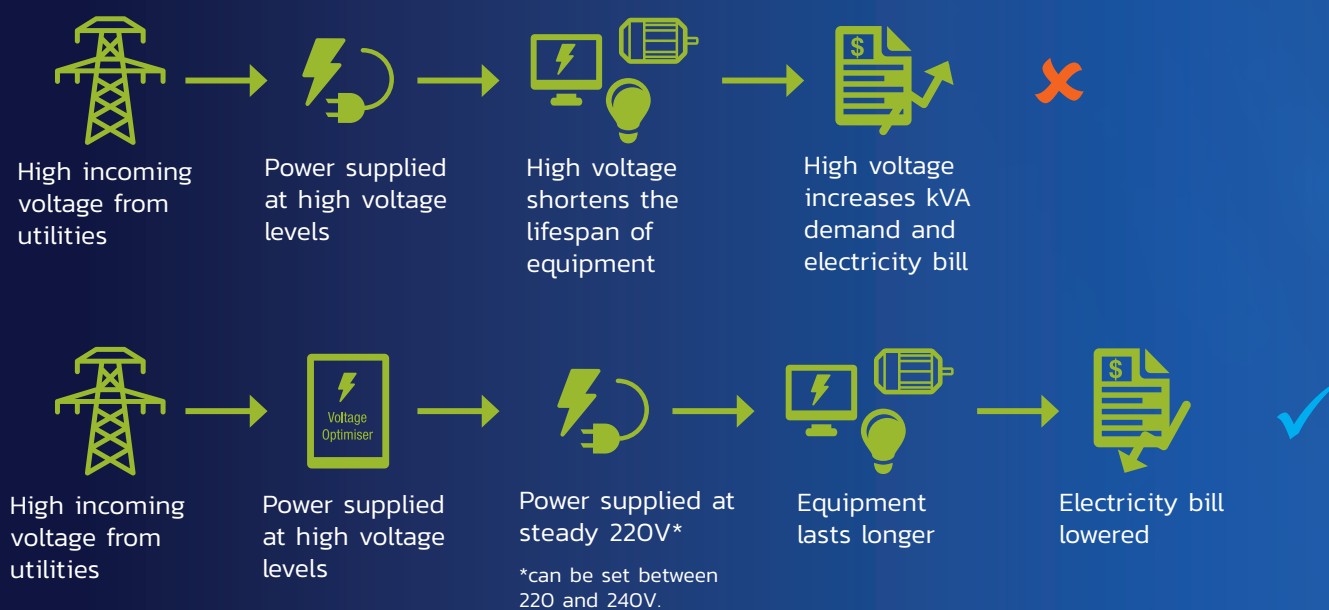 $
High incoming
voltage from
utilities
Power supplied
at high voltage
levels
High voltage
shortens the
lifespan of
equipment
High voltage
increases kVA
demand and
electricity bill
Voltage
Optimiser
$
High incoming
voltage from
utilities
Power supplied
at high voltage
levels
Power supplied at
steady 220V*
*can be set between
220 and 240V.
Equipment
lasts longer
Electricity bill
lowered